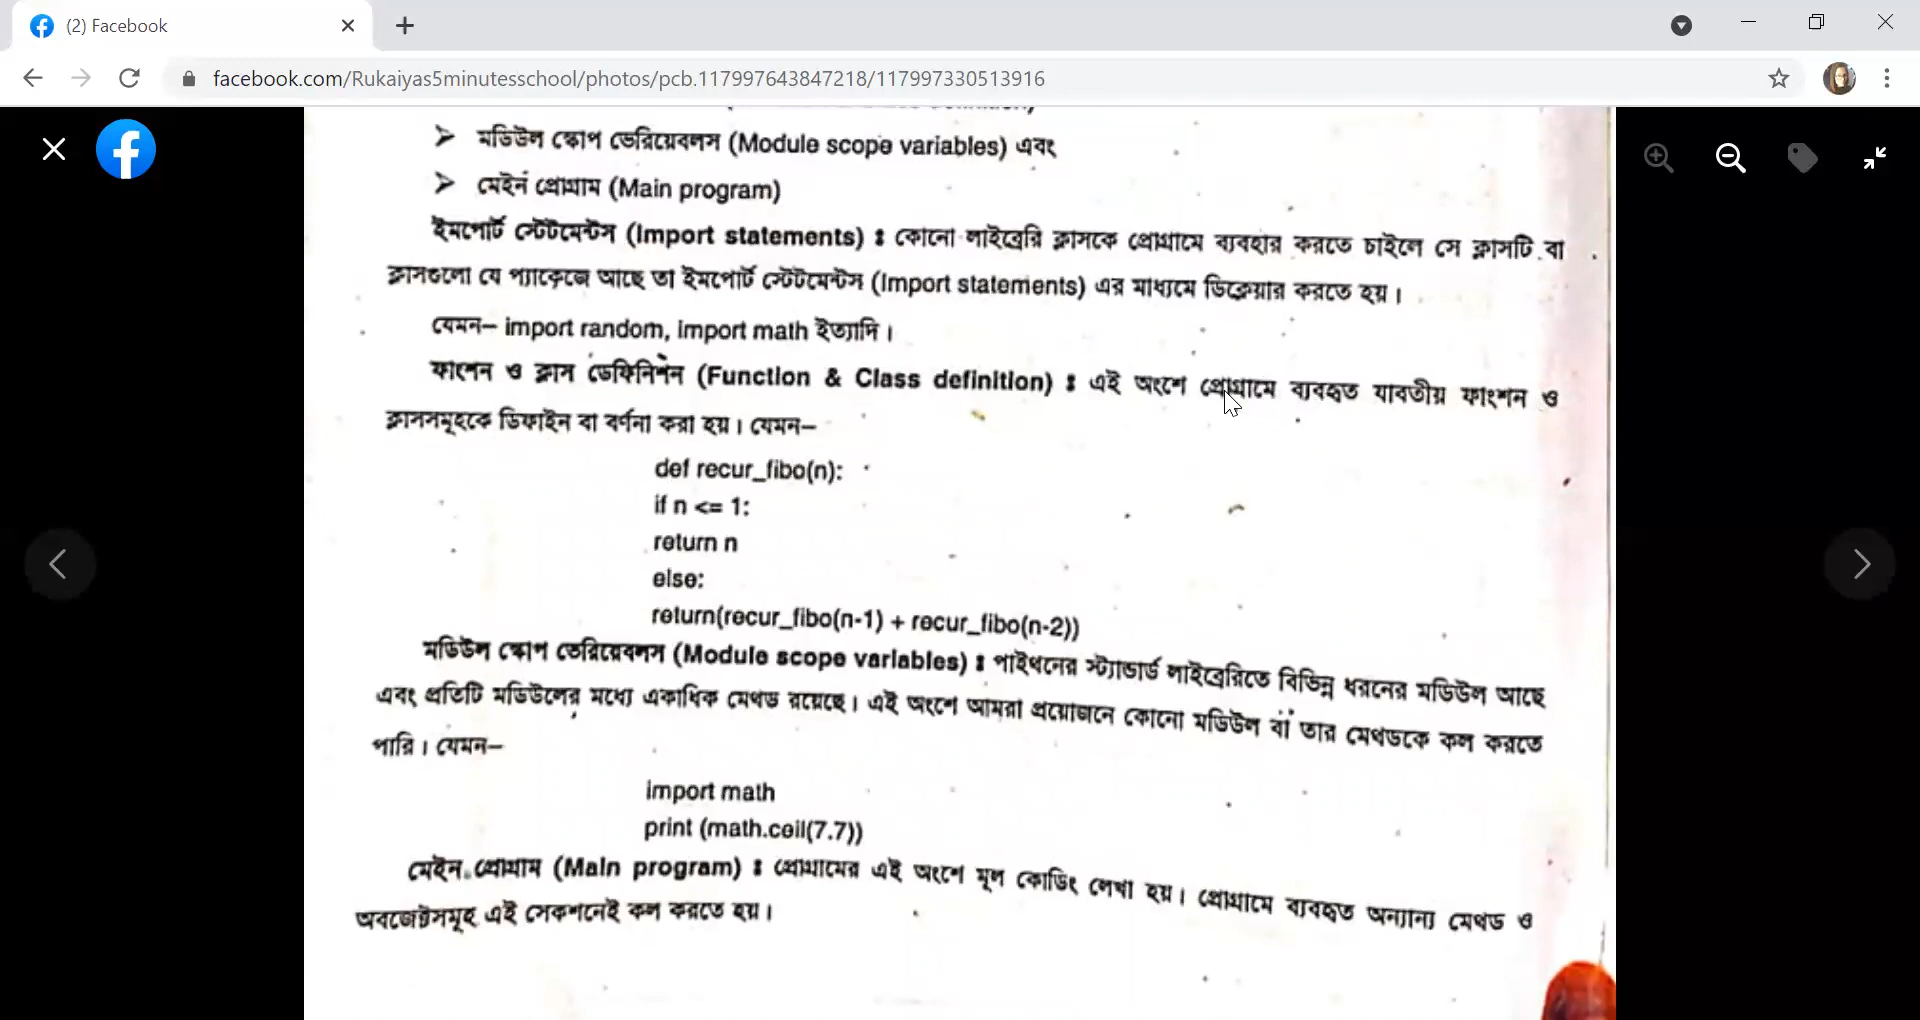 (2) Facebook
facebook.com/Rukaiyas5minutesschool/photos/pcb.117997643847218/117997330513916
➢ মডিউল স্কোপ ভেরিয়েবলস (Module scope variables) এবং
➢ মেইন প্রোগ্রাম (Main program)
ইমপোর্ট স্টেটমেন্টস (Import statements) ঃ কোনো লাইব্রেরি ক্লাসকে প্রোগ্রামে ব্যবহার করতে চাইলে সে ক্লাসটি বা
ক্লাসগুলো যে প্যাকেজে আছে তা ইমপোর্ট স্টেটমেন্টস (Import statements) এর মাধ্যমে ডিক্লেয়ার করতে হয়।
যেমন– import random, import math ইত্যাদি।
ফাংশন ও ক্লাস ডেফিনিশন (Function & Class definition) ঃ এই অংশে প্রোগ্রামে ব্যবহৃত যাবতীয় ফাংশন ও
ক্লাসসমূহকে ডিফাইন বা বর্ণনা করা হয়। যেমন–
def recur_fibo(n):
if n <= 1:
return n
else:
return(recur_fibo(n-1) + recur_fibo(n-2))
মডিউল স্কোপ ভেরিয়েবলস (Module scope variables) ঃ পাইথনের স্ট্যান্ডার্ড লাইব্রেরিতে বিভিন্ন ধরনের মডিউল আছে
এবং প্রতিটি মডিউলের মধ্যে একাধিক মেথড রয়েছে। এই অংশে আমরা প্রয়োজনে কোনো মডিউল বা তার মেথডকে কল করতে
পারি। যেমন–
import math
print (math.ceil(7.7))
মেইন প্রোগ্রাম (Main program) ঃ প্রোগ্রামের এই অংশে মূল কোডিং লেখা হয়। প্রোগ্রামে ব্যবহৃত অন্যান্য মেথড ও
অবজেক্টসমূহ এই সেকশনেই কল করতে হয়।